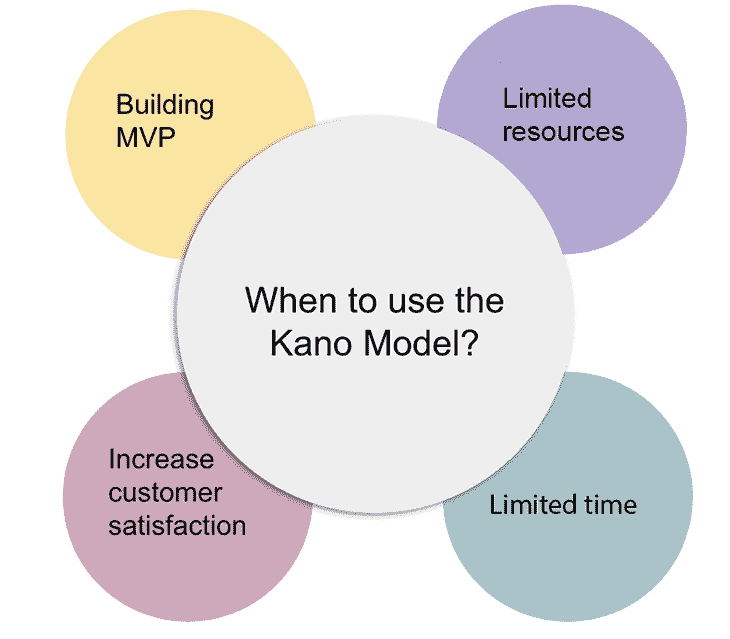 Building
MVP
Limited
resources
When to use the
Kano Model?
Increase
customer
satisfaction
Limited time